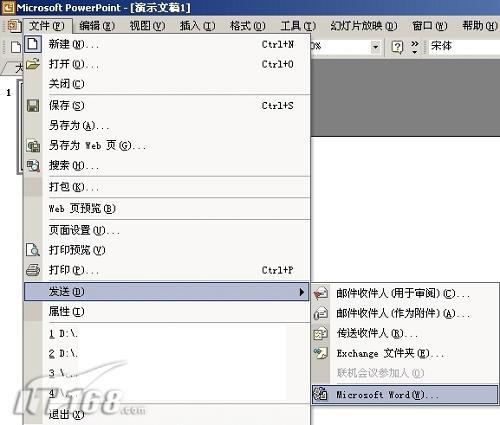 Microsoft PowerPoint - [演示文稿1]
文件(F) 编辑(E) 视图(V) 插入(I) 格式(O) 工具(T) 幻灯片放映(D) 窗口(W) 帮助(H)
新建(N)... Ctrl+N
0% 宋体
打开(O)... Ctrl+O
大
关闭(C)
1
保存(S) Ctrl+S
另存为(A)...
另存为 Web 页(G)...
搜索(H)...
打包(K)...
Web 页预览(B)
页面设置(U)...
打印预览(V)
打印(P)... Ctrl+P
发送(D)
属性(I)
1 D:\.
2 D:\.
3 \...
4 \.
退出(X)
邮件收件人(用于审阅)(C)...
邮件收件人(作为附件)(A)...
传送收件人(R)...
Exchange 文件夹(E)...
联机会议参加人(O)
Microsoft Word(W)...
IT168.com